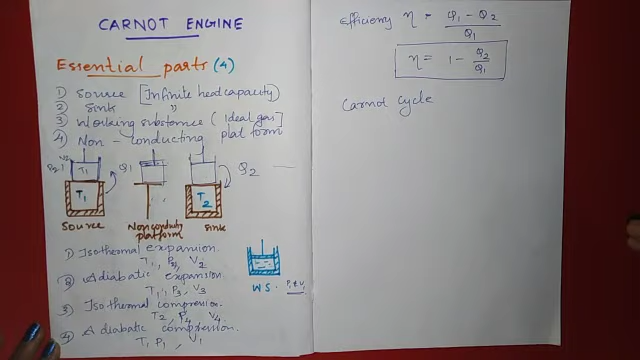 CARNOT ENGINE
Essential parts (4)
1) Source [Infinite heat capacity)
2) Sink "
3) Working substance (Ideal gas]
4) Non-conducting platform
T1
Q1
T1
T2
Q2
Source
Non conducting
platform
Sink
1) Isothermal expansion.
T1, P2, V2
2) Adiabatic expansion
T1, P3, V3
3) Isothermal compression.
T2, P4, V4
4) Adiabatic compression.
T1 P1, V1
W S.
Efficiency η = Q1 - Q2 / Q1
η = 1 - Q2 / Q1
Carnot cycle